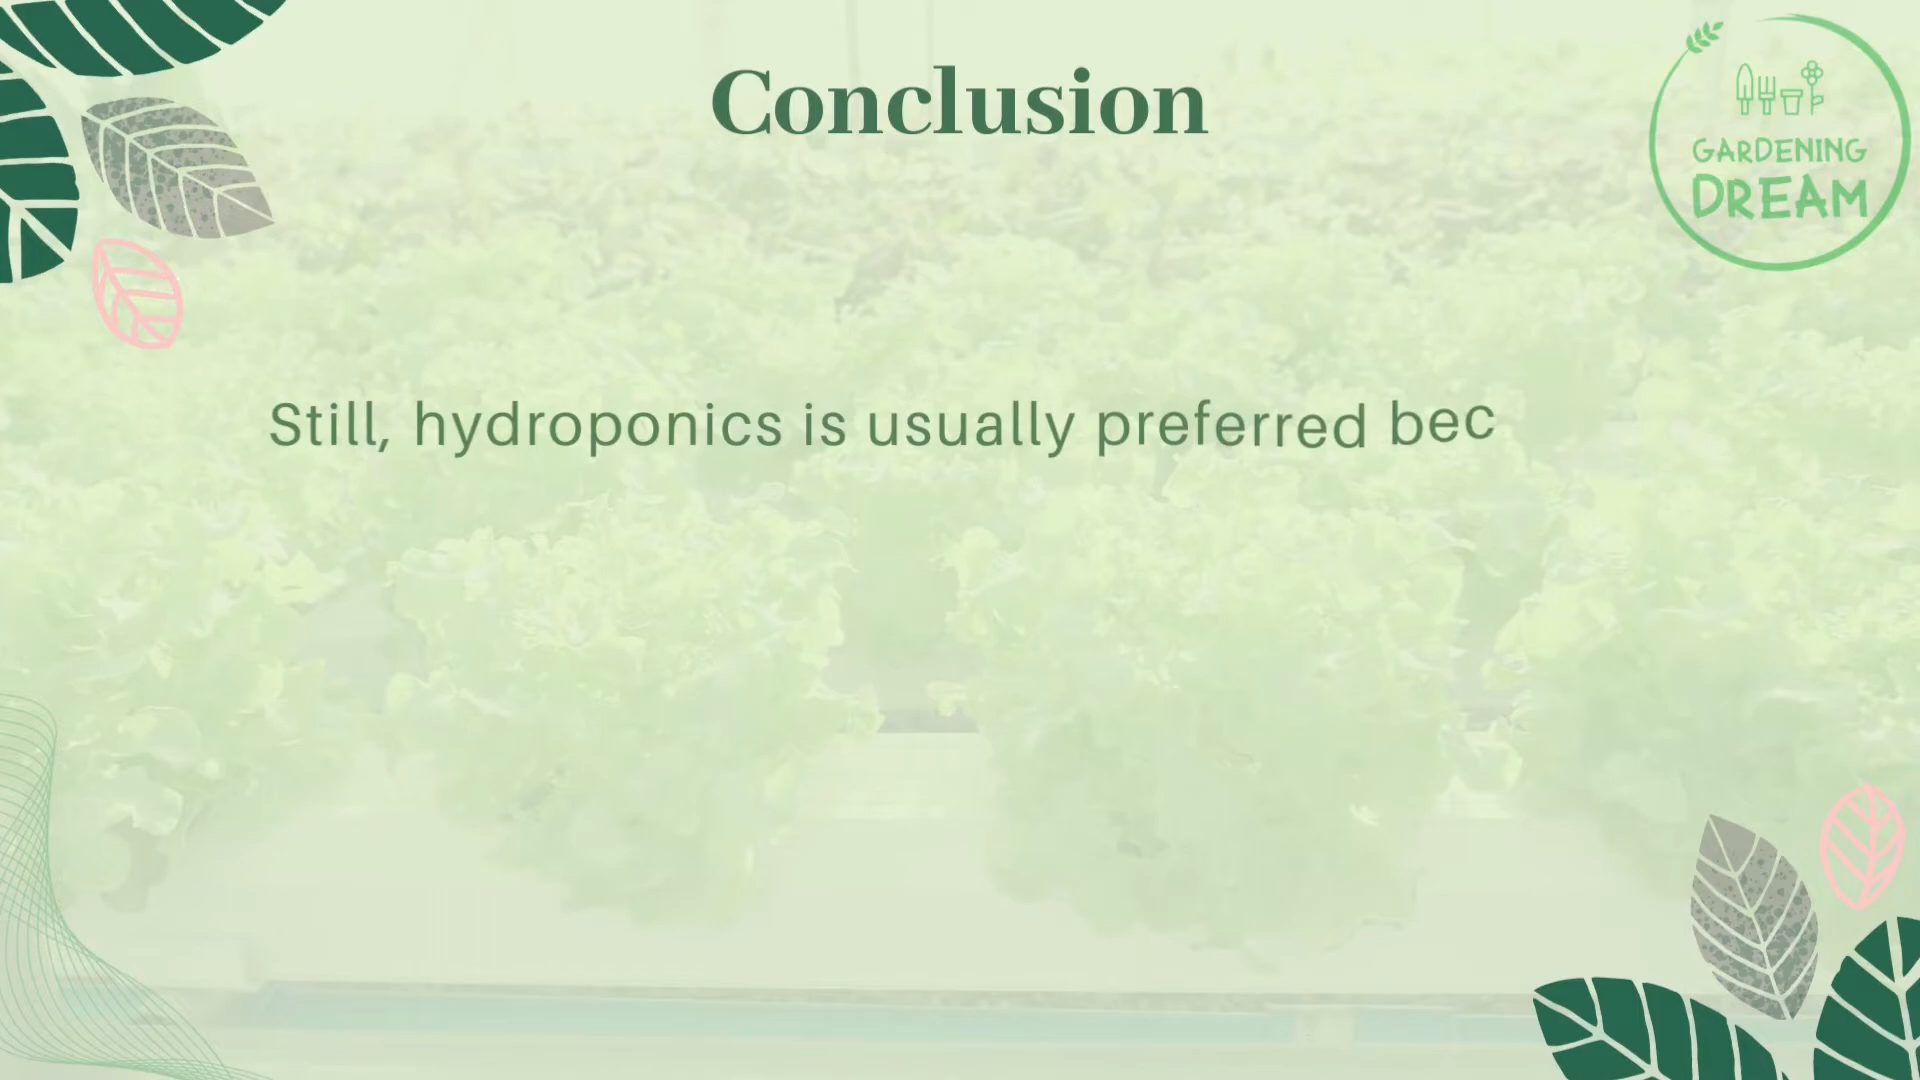 Conclusion
GARDENING
DREAM
Still, hydroponics is usually preferred bec